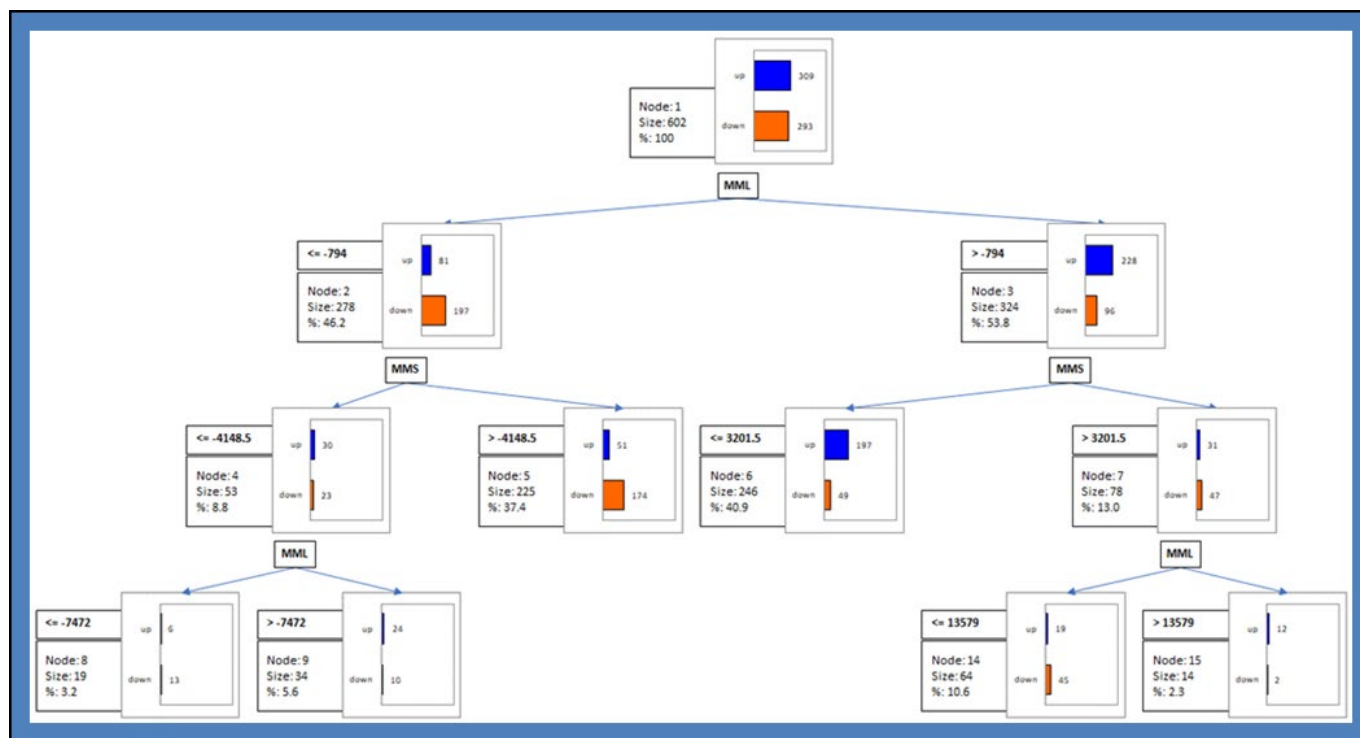 up 309
Node: 1
Size: 602
%: 100
down 293
MML
<= -794
up 81
Node: 2
Size: 278
%: 46.2
down 197
> -794
up 228
Node: 3
Size: 324
%: 53.8
down 96
MMS
MMS
<= -4148.5
up 30
Node: 4
Size: 53
%: 8.8
down 23
> -4148.5
up 51
Node: 5
Size: 225
%: 37.4
down 174
<= 3201.5
up 197
Node: 6
Size: 246
%: 40.9
down 49
> 3201.5
up 31
Node: 7
Size: 78
%: 13.0
down 47
MML
MML
<= -7472
up 6
Node: 8
Size: 19
%: 3.2
down 13
> -7472
up 24
Node: 9
Size: 34
%: 5.6
down 10
<= 13579
up 19
Node: 14
Size: 64
%: 10.6
down 45
> 13579
up 12
Node: 15
Size: 14
%: 2.3
down 2